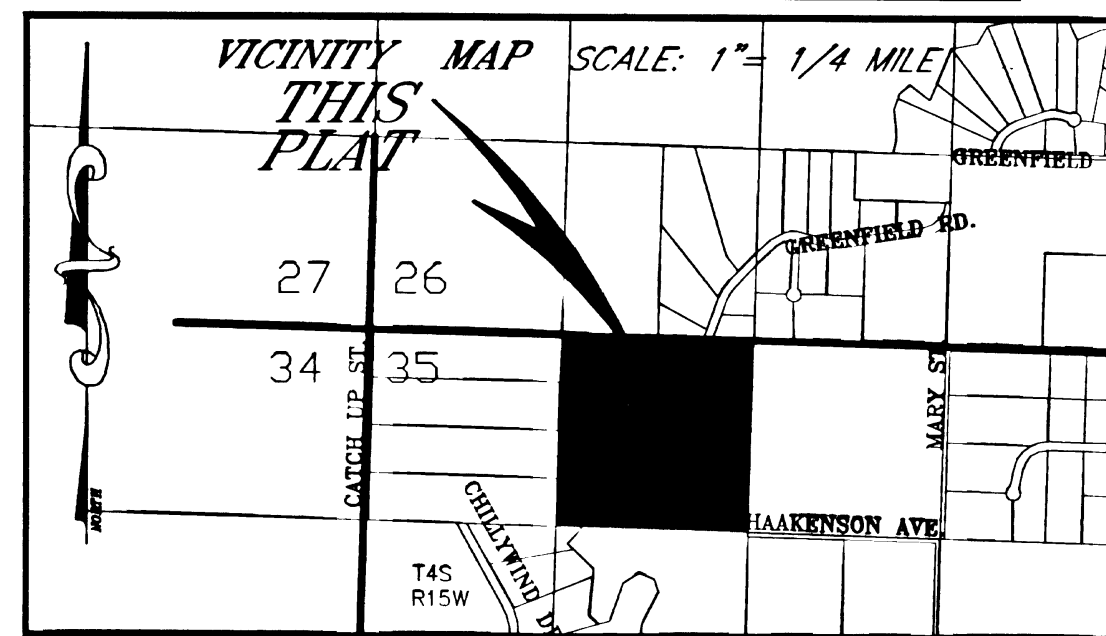 VICINITY MAP SCALE: 1"= 1/4 MILE
THIS
PLAT
GREENFIELD
GREENFIELD RD.
27 26
34 35
CATCH UP ST.
MARY ST
NORTH
CHILLYWIND DR
HAAKENSON AVE.
T4S
R15W